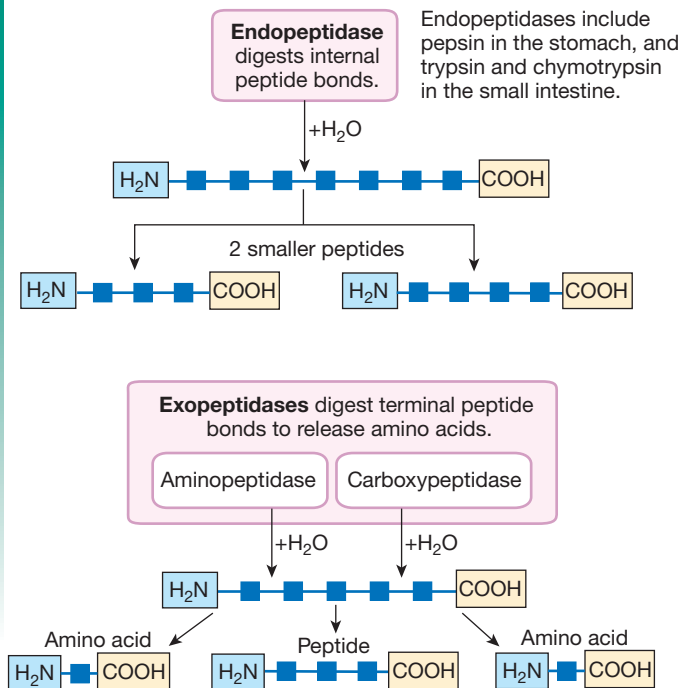 Endopeptidase
digests internal
peptide bonds.
Endopeptidases include
pepsin in the stomach, and
trypsin and chymotrypsin
in the small intestine.
+H₂O
H₂N COOH
2 smaller peptides
H₂N COOH H₂N COOH
Exopeptidases digest terminal peptide
bonds to release amino acids.
Aminopeptidase Carboxypeptidase
+H₂O +H₂O
H₂N COOH
Amino acid Peptide Amino acid
H₂N COOH H₂N COOH H₂N COOH